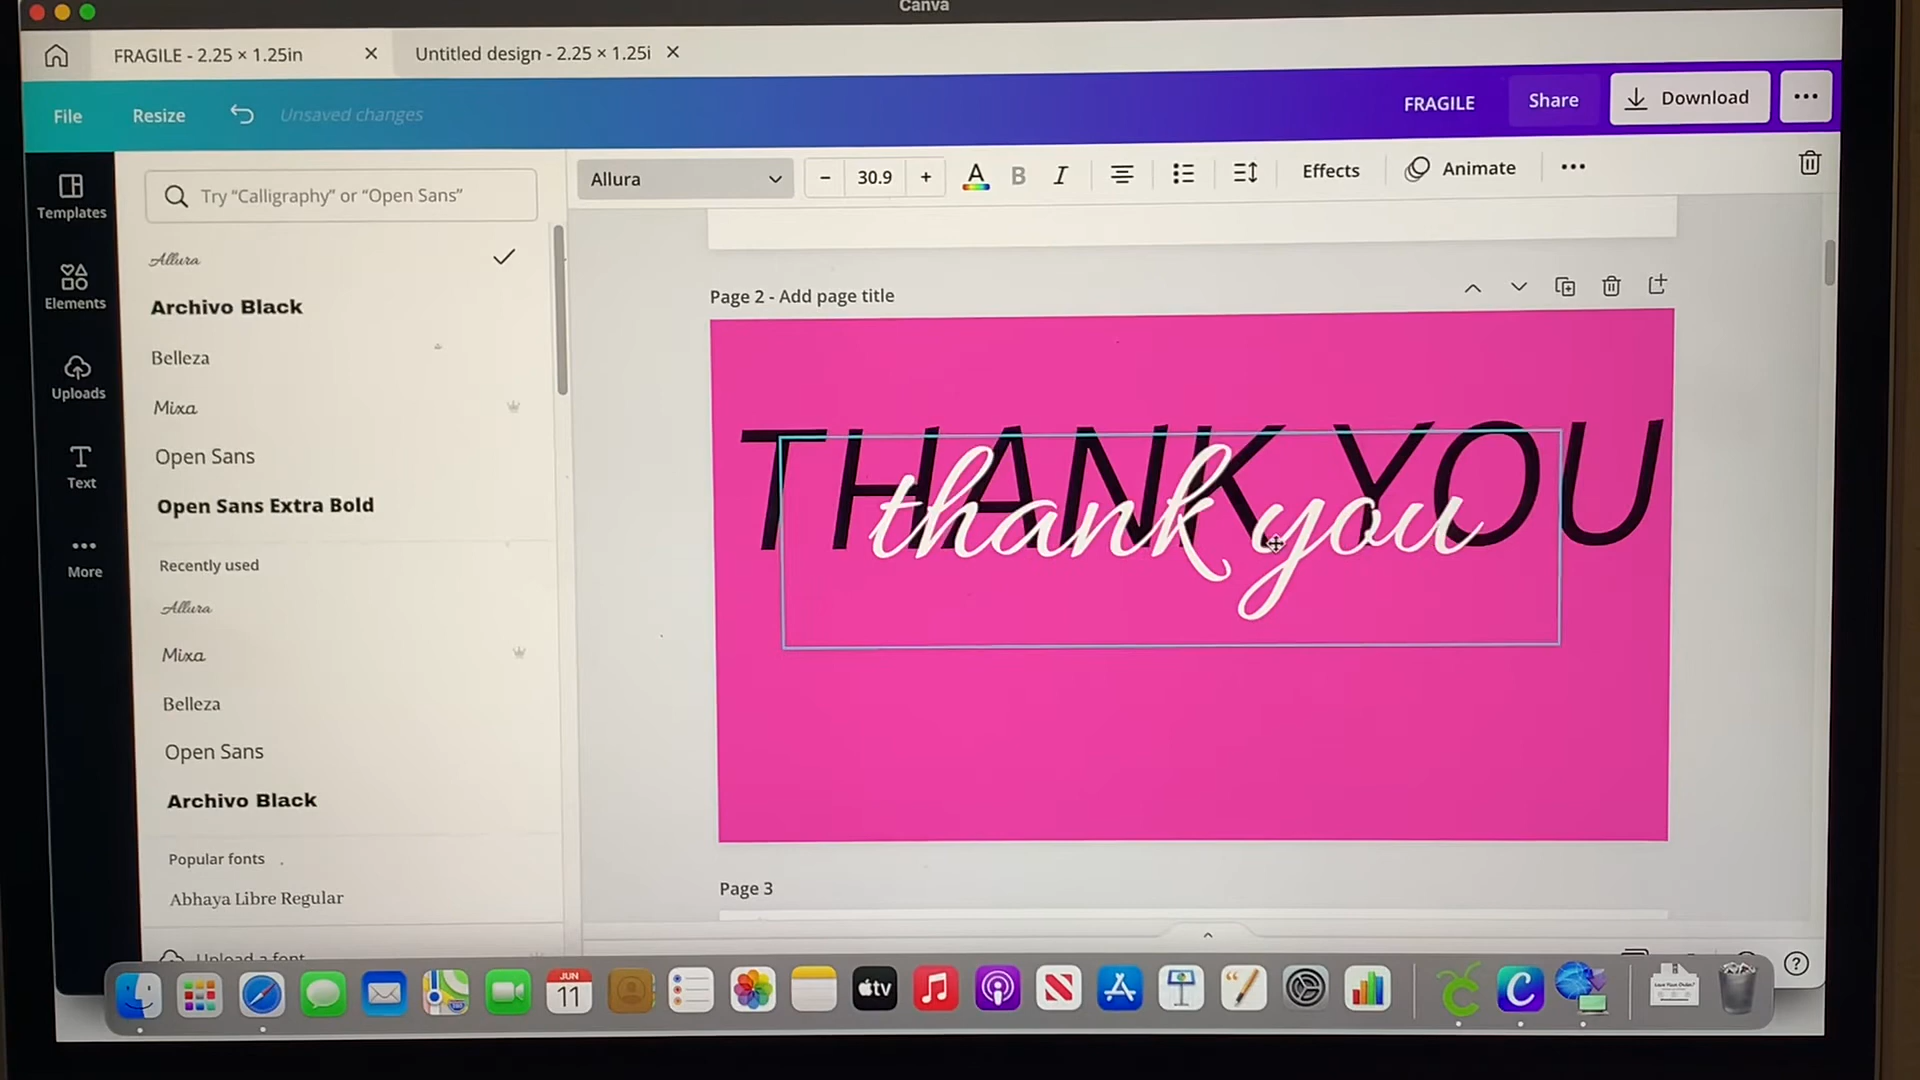 Canva
FRAGILE - 2.25 × 1.25in
Untitled design - 2.25 × 1.25i
File
Resize
Unsaved changes
FRAGILE
Share
Download
Templates
Elements
Uploads
Text
More
Try “Calligraphy” or “Open Sans”
Allura
Archivo Black
Belleza
Mixa
Open Sans
Open Sans Extra Bold
Recently used
Allura
Mixa
Belleza
Open Sans
Archivo Black
Popular fonts
Abhaya Libre Regular
Upload a font
Allura
30.9
A
B
I
Effects
Animate
Page 2 - Add page title
THANK YOU
thank you
Page 3
JUN
11
tv